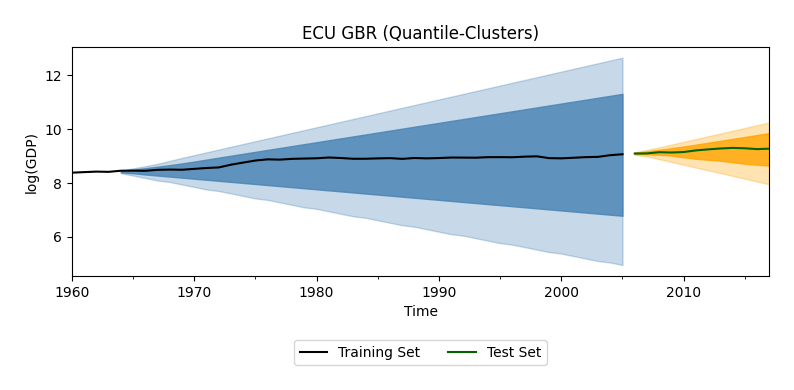 ECU GBR (Quantile-Clusters)
log(GDP)
12
10
8
6
1960 1970 1980 1990 2000 2010
Time
Training Set Test Set